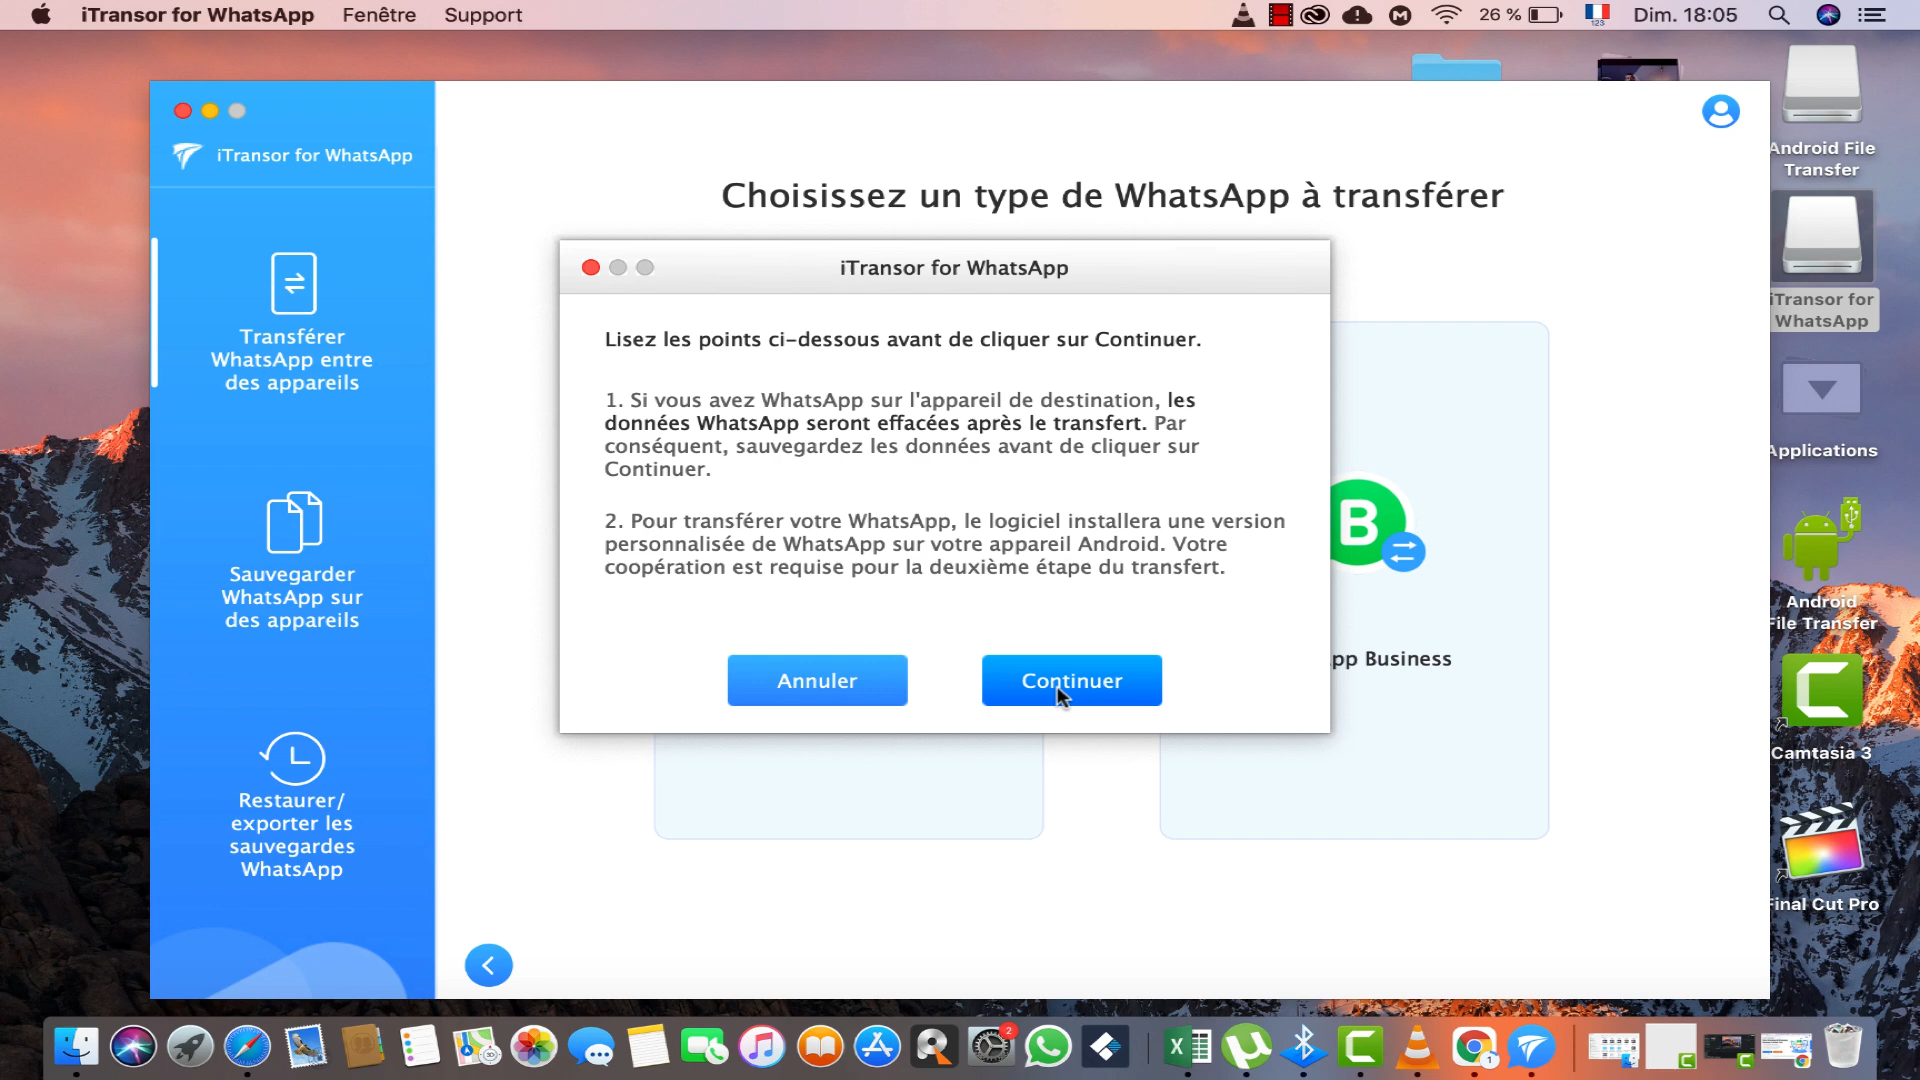 iTransor for WhatsApp Fenêtre Support
26 % Dim. 18:05
123
iTransor for WhatsApp
Transférer
WhatsApp entre
des appareils
Sauvegarder
WhatsApp sur
des appareils
Restaurer/
exporter les
sauvegardes
WhatsApp
Choisissez un type de WhatsApp à transférer
iTransor for WhatsApp
Lisez les points ci-dessous avant de cliquer sur Continuer.
1. Si vous avez WhatsApp sur l'appareil de destination, les
données WhatsApp seront effacées après le transfert. Par
conséquent, sauvegardez les données avant de cliquer sur
Continuer.
2. Pour transférer votre WhatsApp, le logiciel installera une version
personnalisée de WhatsApp sur votre appareil Android. Votre
coopération est requise pour la deuxième étape du transfert.
Annuler
Continuer
B
pp Business
Android File
Transfer
iTransor for
WhatsApp
Applications
Android
File Transfer
Camtasia 3
Final Cut Pro
2
3D
1